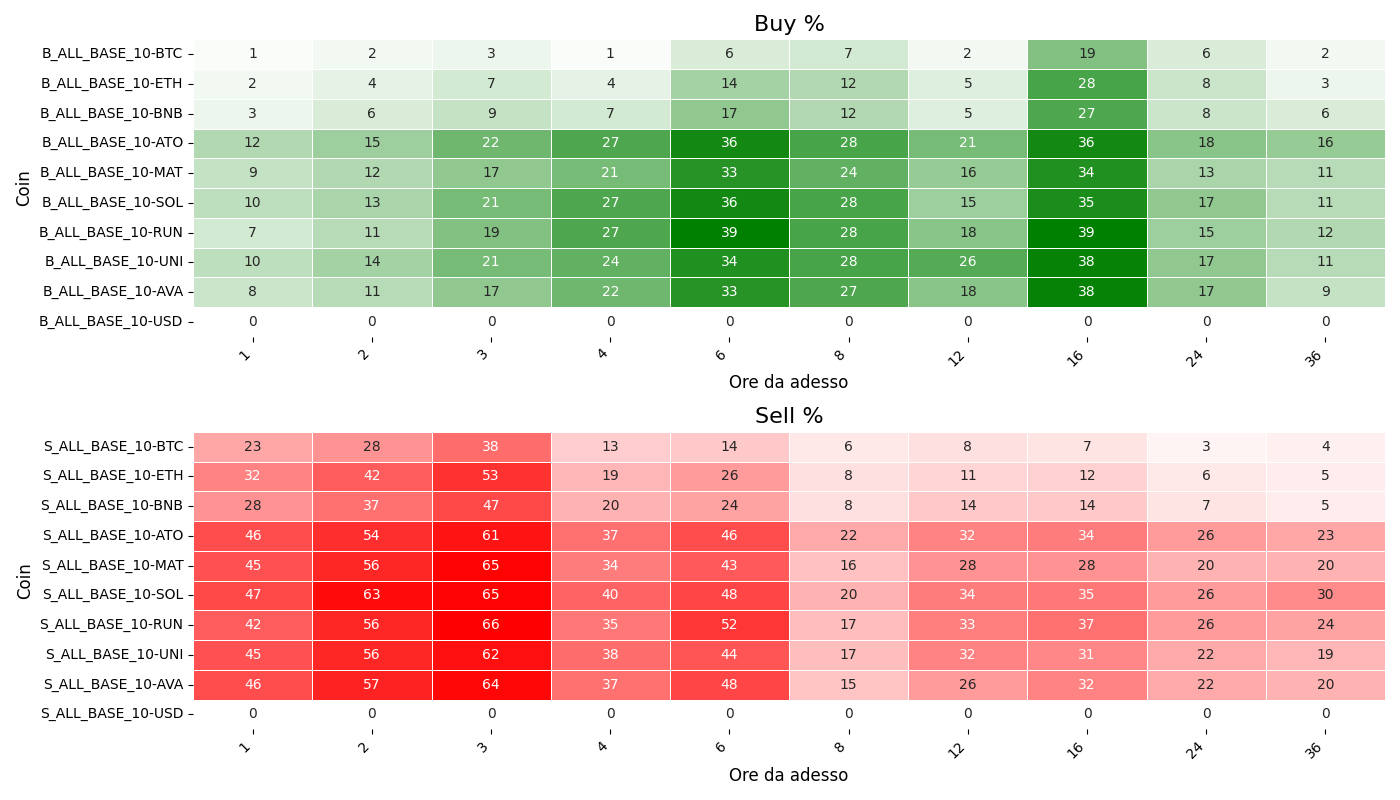 Buy %
B_ALL_BASE_10-BTC 1 2 3 1 6 7 2 19 6 2
B_ALL_BASE_10-ETH 2 4 7 4 14 12 5 28 8 3
B_ALL_BASE_10-BNB 3 6 9 7 17 12 5 27 8 6
B_ALL_BASE_10-ATO 12 15 22 27 36 28 21 36 18 16
B_ALL_BASE_10-MAT 9 12 17 21 33 24 16 34 13 11
B_ALL_BASE_10-SOL 10 13 21 27 36 28 15 35 17 11
B_ALL_BASE_10-RUN 7 11 19 27 39 28 18 39 15 12
B_ALL_BASE_10-UNI 10 14 21 24 34 28 26 38 17 11
B_ALL_BASE_10-AVA 8 11 17 22 33 27 18 38 17 9
B_ALL_BASE_10-USD 0 0 0 0 0 0 0 0 0 0
Coin
1 2 3 4 6 8 12 16 24 36
Ore da adesso
Sell %
S_ALL_BASE_10-BTC 23 28 38 13 14 6 8 7 3 4
S_ALL_BASE_10-ETH 32 42 53 19 26 8 11 12 6 5
S_ALL_BASE_10-BNB 28 37 47 20 24 8 14 14 7 5
S_ALL_BASE_10-ATO 46 54 61 37 46 22 32 34 26 23
S_ALL_BASE_10-MAT 45 56 65 34 43 16 28 28 20 20
S_ALL_BASE_10-SOL 47 63 65 40 48 20 34 35 26 30
S_ALL_BASE_10-RUN 42 56 66 35 52 17 33 37 26 24
S_ALL_BASE_10-UNI 45 56 62 38 44 17 32 31 22 19
S_ALL_BASE_10-AVA 46 57 64 37 48 15 26 32 22 20
S_ALL_BASE_10-USD 0 0 0 0 0 0 0 0 0 0
Coin
1 2 3 4 6 8 12 16 24 36
Ore da adesso